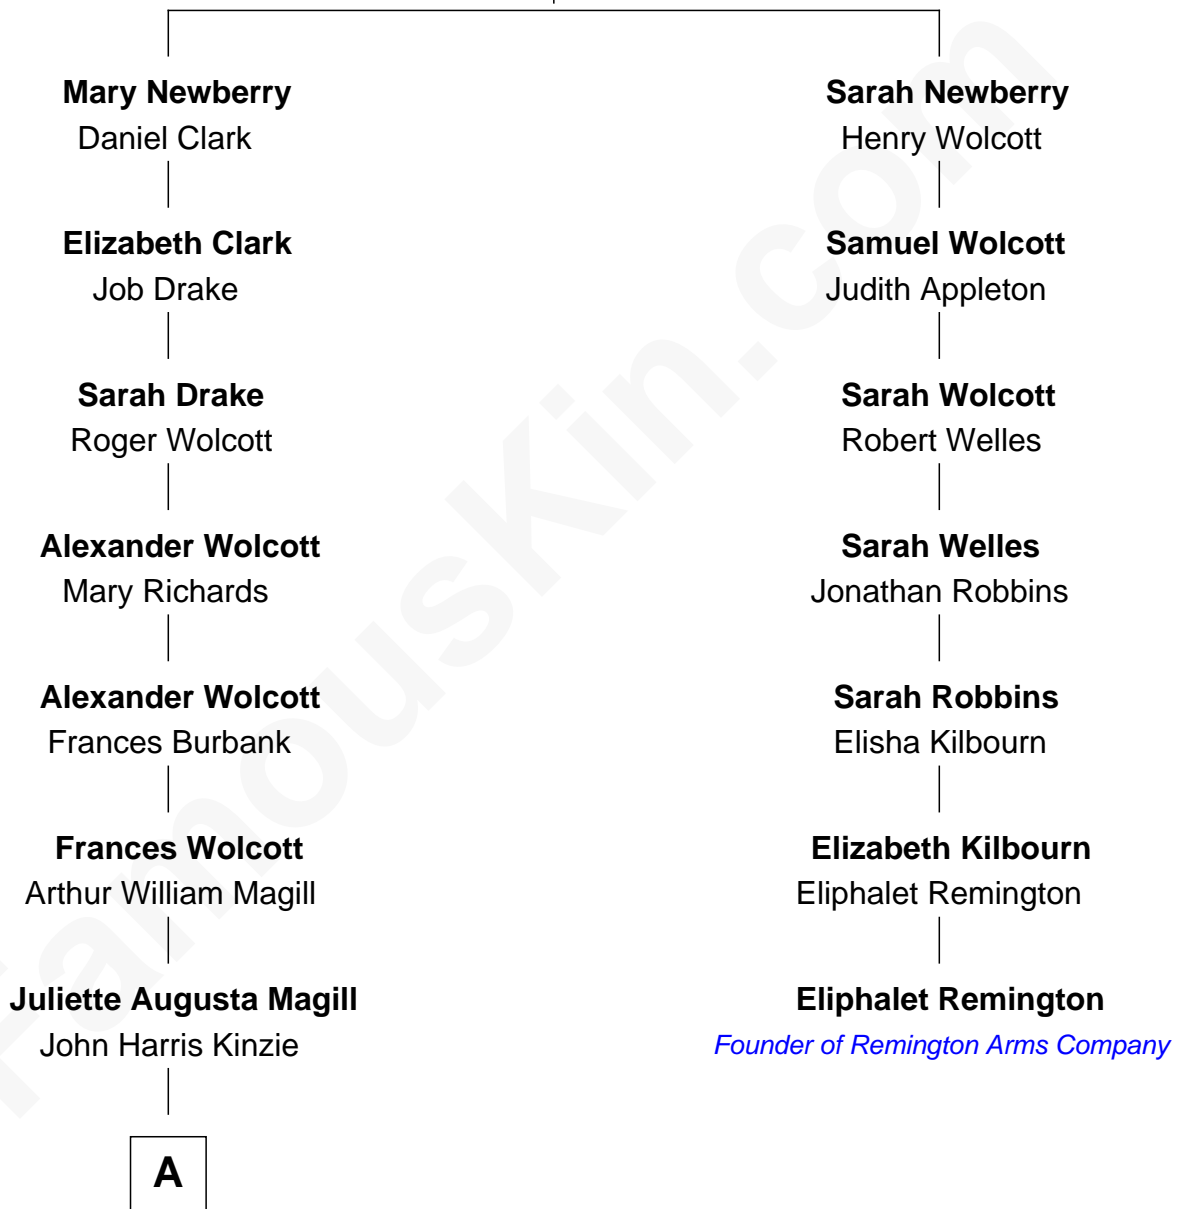 Mary Newberry
Daniel Clark
Elizabeth Clark
Job Drake
Sarah Drake
Roger Wolcott
Alexander Wolcott
Mary Richards
Alexander Wolcott
Frances Burbank
Frances Wolcott
Arthur William Magill
Juliette Augusta Magill
John Harris Kinzie
A
Sarah Newberry
Henry Wolcott
Samuel Wolcott
Judith Appleton
Sarah Wolcott
Robert Welles
Sarah Welles
Jonathan Robbins
Sarah Robbins
Elisha Kilbourn
Elizabeth Kilbourn
Eliphalet Remington
Eliphalet Remington
Founder of Remington Arms Company
FamousKin.com